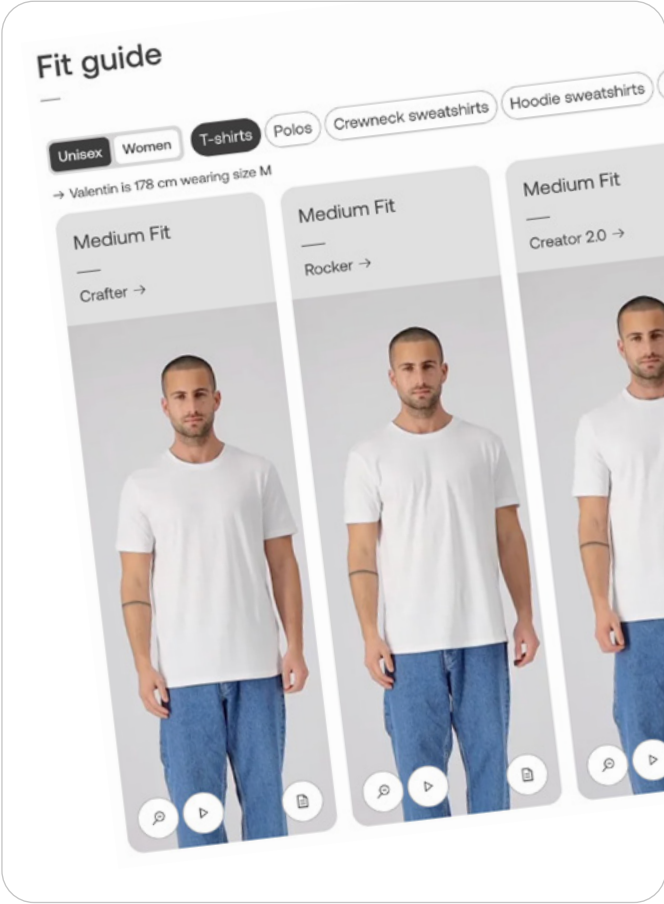 Fit guide
Unisex Women T-shirts Polos Crewneck sweatshirts Hoodie sweatshirts
→ Valentin is 178 cm wearing size M
Medium Fit
Crafter →
Medium Fit
Rocker →
Medium Fit
Creator 2.0 →